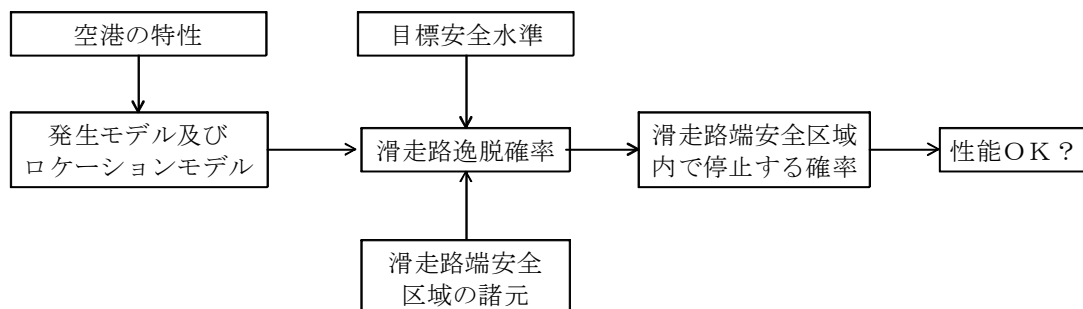 空港の特性
目標安全水準
発生モデル及び
ロケーションモデル
滑走路逸脱確率
滑走路端安全区域
内で停止する確率
性能ＯＫ？
滑走路端安全
区域の諸元